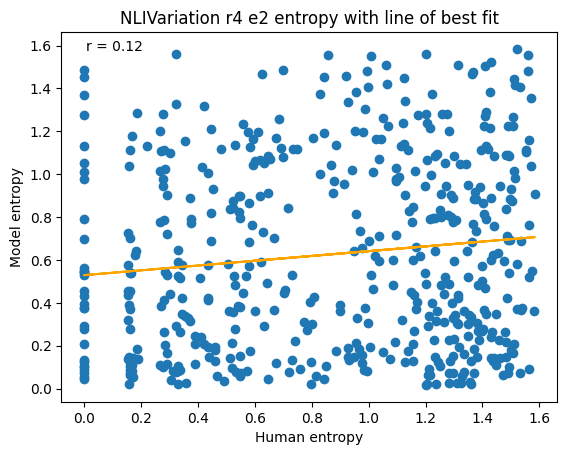 NLIVariation r4 e2 entropy with line of best fit
r = 0.12
Model entropy
1.6
1.4
1.2
1.0
0.8
0.6
0.4
0.2
0.0
0.0 0.2 0.4 0.6 0.8 1.0 1.2 1.4 1.6
Human entropy